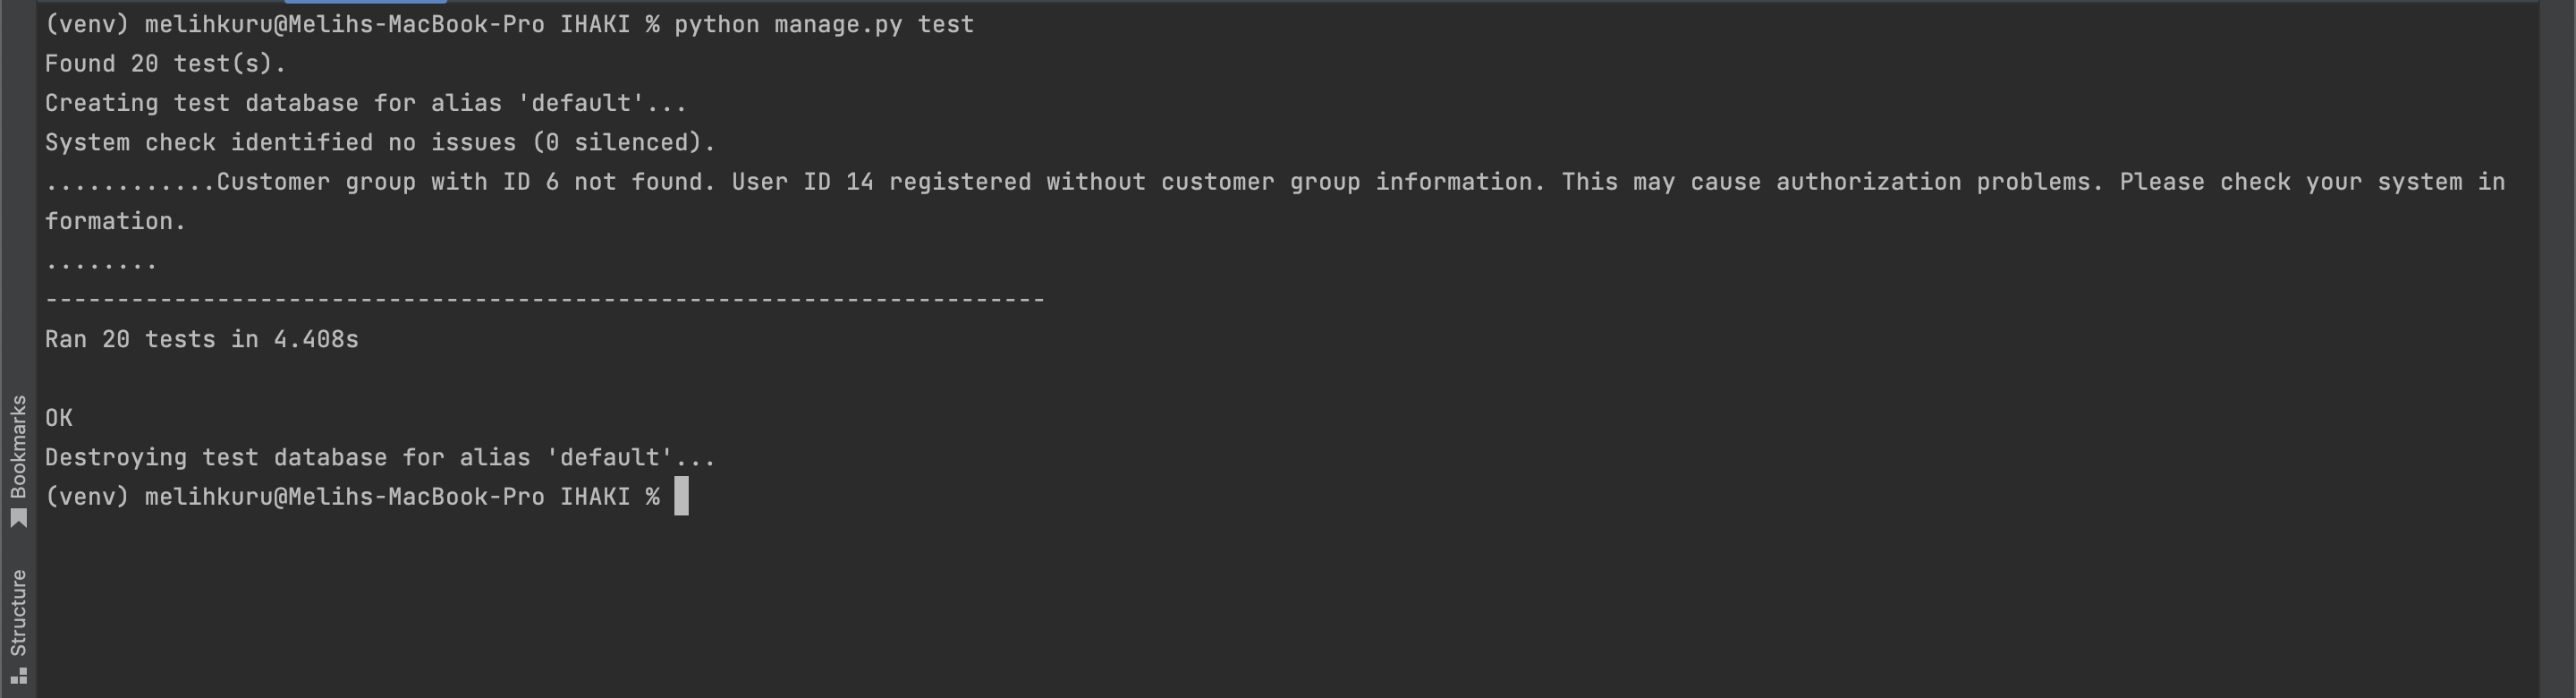 (venv) melihkuru@Melihs-MacBook-Pro IHAKI % python manage.py test
Found 20 test(s).
Creating test database for alias 'default'...
System check identified no issues (0 silenced).
............Customer group with ID 6 not found. User ID 14 registered without customer group information. This may cause authorization problems. Please check your system in
formation.
........
----------------------------------------------------------------------
Ran 20 tests in 4.408s
OK
Destroying test database for alias 'default'...
(venv) melihkuru@Melihs-MacBook-Pro IHAKI %
Bookmarks
Structure